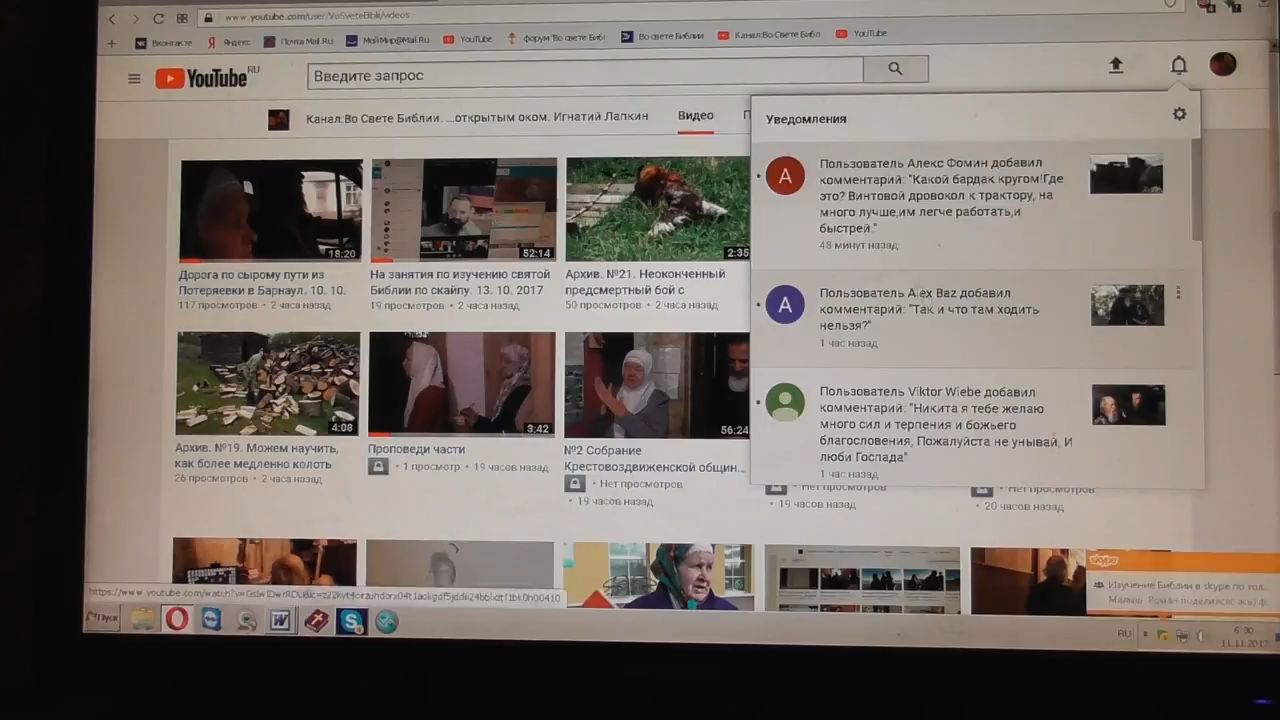 www.youtube.com/user/VoSveteBiblii/videos
Вконтакте
Яндекс
Почта Mail.Ru
МойМир@Mail.Ru
YouTube
форум "Во свете Библ
Во свете Библии
Канал:Во Свете Библ
YouTube
YouTube RU
Введите запрос
Канал:Во Свете Библии. ...открытым оком. Игнатий Лапкин
Видео
Уведомления
Пользователь Алекс Фомин добавил
комментарий: "Какой бардак кругом!Где
это? Винтовой дровокол к трактору, на
много лучше,им легче работать,и
быстрей."
48 минут назад
Пользователь Alex Baz добавил
комментарий: "Так и что там ходить
нельзя?"
1 час назад
Пользователь Viktor Wiebe добавил
комментарий: "Никита я тебе желаю
много сил и терпения и божьего
благословения, Пожалуйста не унывай, И
люби Госпада"
1 час назад
A
A
18:20
Дорога по сырому пути из
Потеряевки в Барнаул. 10. 10.
117 просмотров • 2 часа назад
52:14
На занятия по изучению святой
Библии по скайпу. 13. 10. 2017
19 просмотров • 2 часа назад
2:35
Архив. №21. Неоконченный
предсмертный бой с
50 просмотров • 2 часа назад
4:08
Архив. №19. Можем научить,
как более медленно колоть
26 просмотров • 2 часа назад
3:42
Проповеди части
• 1 просмотр • 19 часов назад
56:24
№2 Собрание
Крестовоздвиженской общин...
• Нет просмотров
• 19 часов назад
• Нет просмотров
• 19 часов назад
• Нет просмотров
• 20 часов назад
skype
Изучение Библии в skype по тол...
Малыш Роман поделился(-ась) ф.
Пуск
RU
6:30
11.11.2017